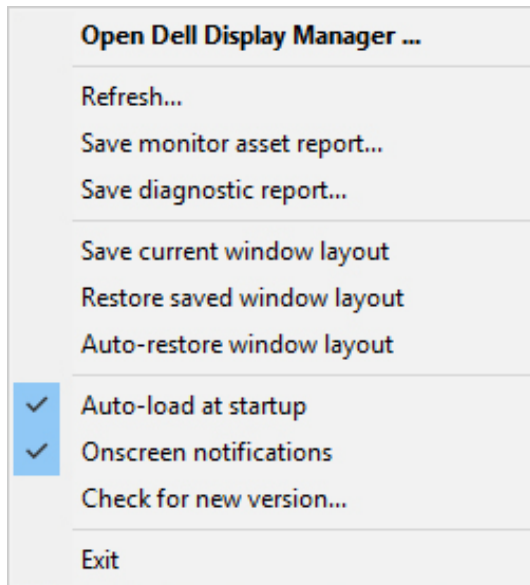 Open Dell Display Manager ...
Refresh...
Save monitor asset report...
Save diagnostic report...
Save current window layout
Restore saved window layout
Auto-restore window layout
Auto-load at startup
Onscreen notifications
Check for new version...
Exit